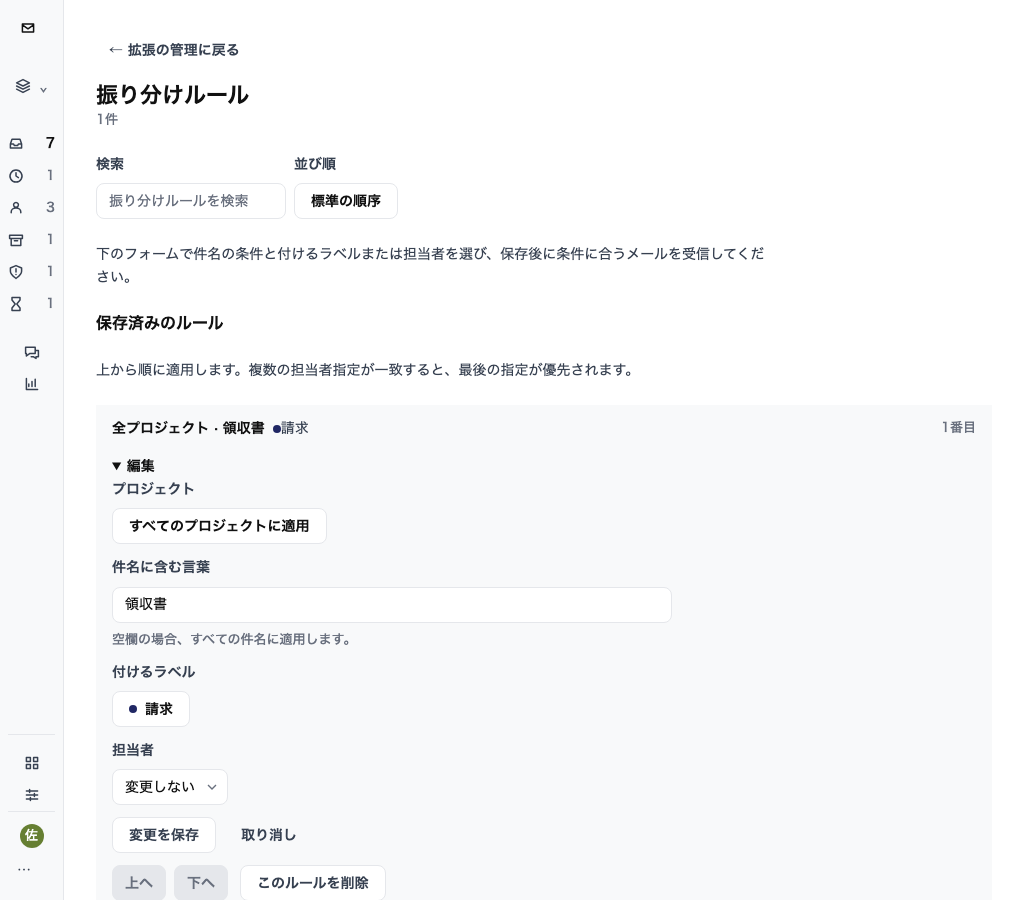 ← 拡張の管理に戻る
振り分けルール
1件
検索
並び順
振り分けルールを検索
標準の順序
下のフォームで件名の条件と付けるラベルまたは担当者を選び、保存後に条件に合うメールを受信してくだ
さい。
保存済みのルール
上から順に適用します。複数の担当者指定が一致すると、最後の指定が優先されます。
全プロジェクト · 領収書 ●請求
1番目
▼ 編集
プロジェクト
すべてのプロジェクトに適用
件名に含む言葉
領収書
空欄の場合、すべての件名に適用します。
付けるラベル
● 請求
担当者
変更しない
変更を保存
取り消し
上へ
下へ
このルールを削除
7
1
3
1
1
1
佐
…